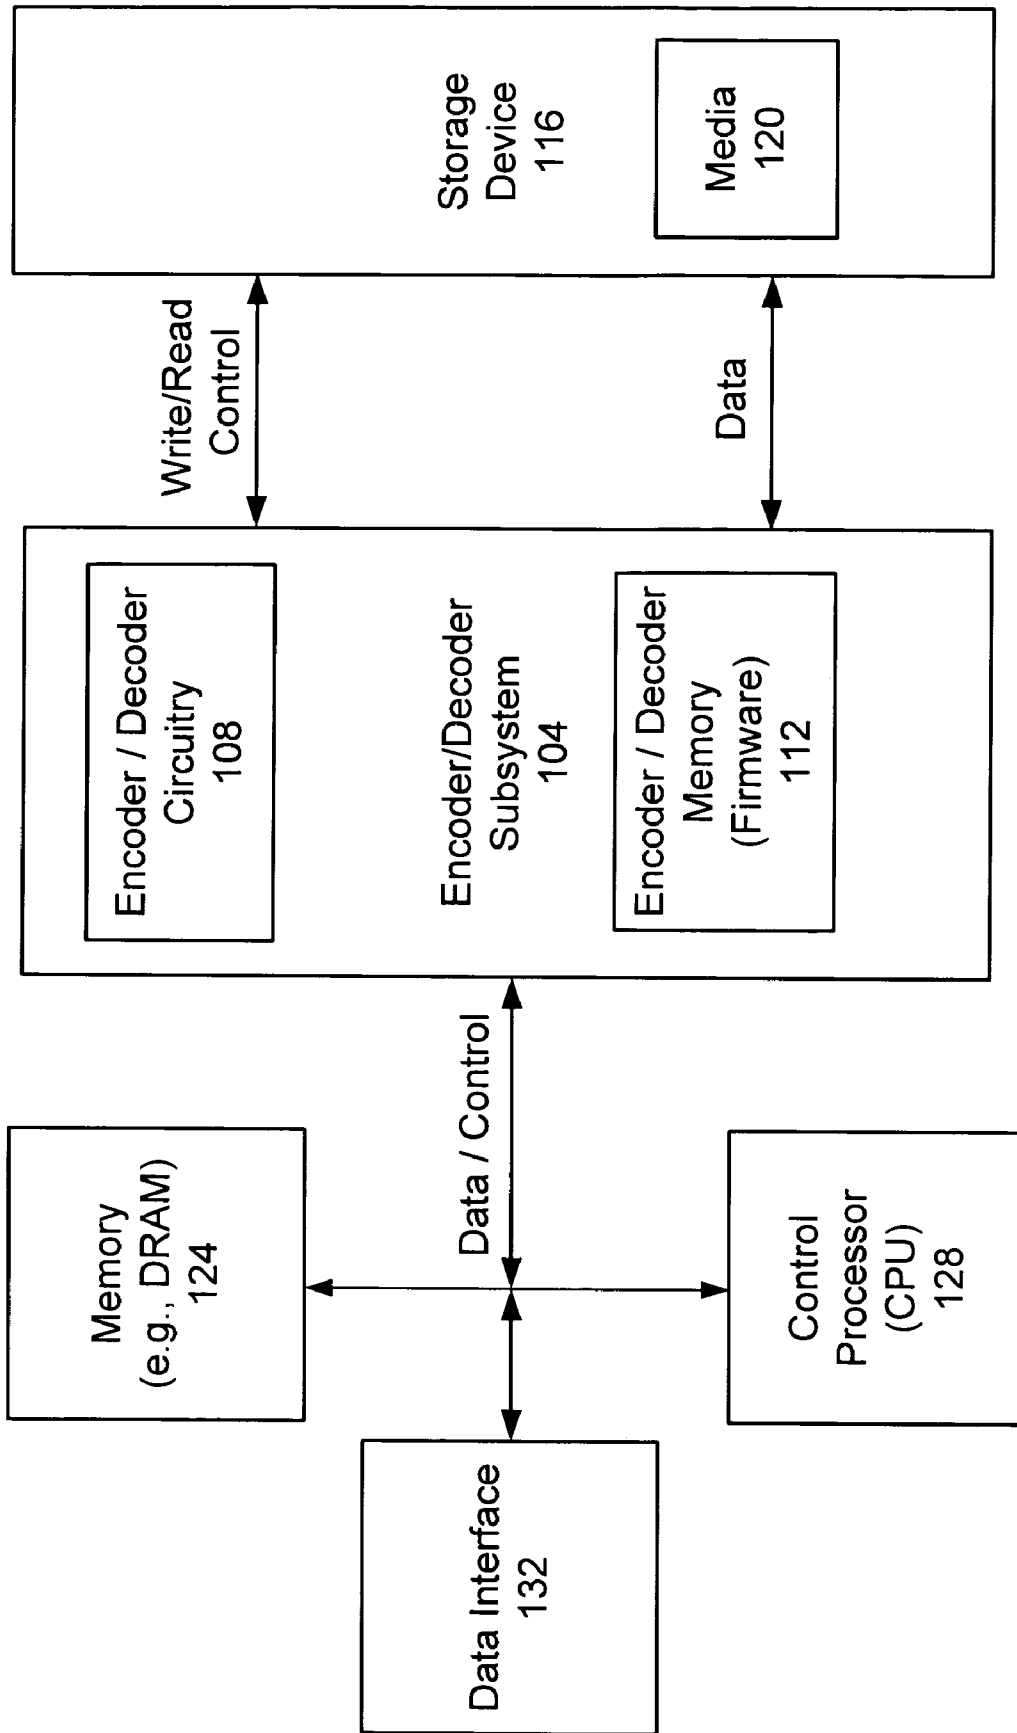 Memory
(e.g., DRAM)
124
Data Interface
132
Control
Processor
(CPU)
128
Data / Control
Encoder / Decoder
Circuitry
108
Encoder/Decoder
Subsystem
104
Encoder / Decoder
Memory
(Firmware)
112
Write/Read
Control
Data
Storage
Device
116
Media
120